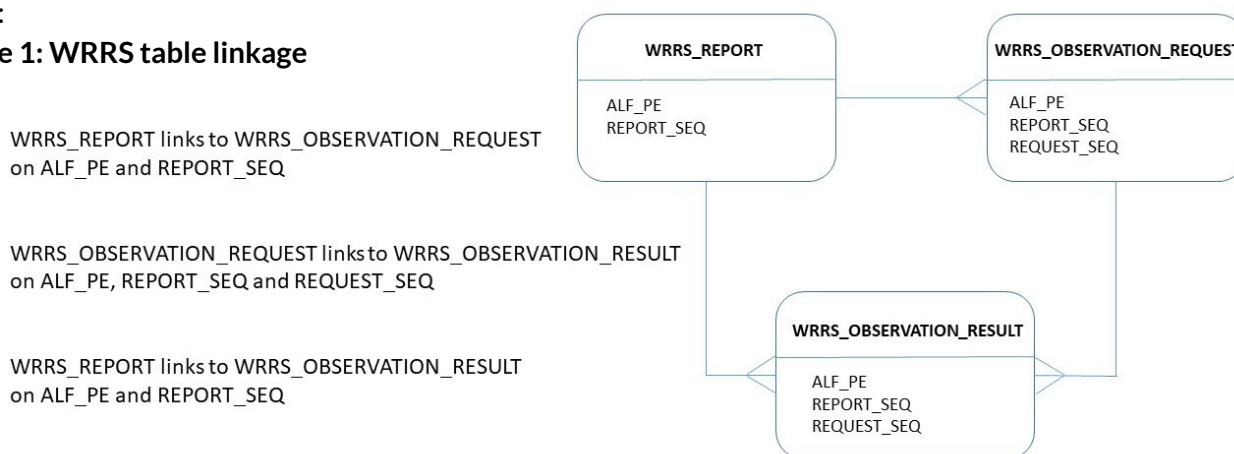 :
e 1: WRRS table linkage
WRRS_REPORT links to WRRS_OBSERVATION_REQUEST
on ALF_PE and REPORT_SEQ
WRRS_OBSERVATION_REQUEST links to WRRS_OBSERVATION_RESULT
on ALF_PE, REPORT_SEQ and REQUEST_SEQ
WRRS_REPORT links to WRRS_OBSERVATION_RESULT
on ALF_PE and REPORT_SEQ
WRRS_REPORT
ALF_PE
REPORT_SEQ
WRRS_OBSERVATION_REQUEST
ALF_PE
REPORT_SEQ
REQUEST_SEQ
WRRS_OBSERVATION_RESULT
ALF_PE
REPORT_SEQ
REQUEST_SEQ